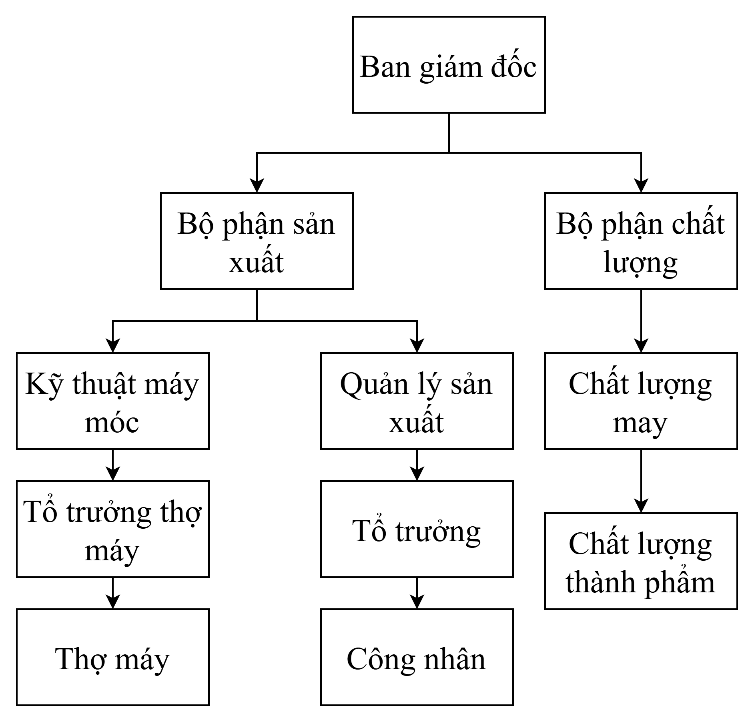 Ban giám đốc
Bộ phận sản
xuất
Bộ phận chất
lượng
Kỹ thuật máy
móc
Quản lý sản
xuất
Chất lượng
may
Tổ trưởng thợ
máy
Tổ trưởng
Chất lượng
thành phẩm
Thợ máy
Công nhân